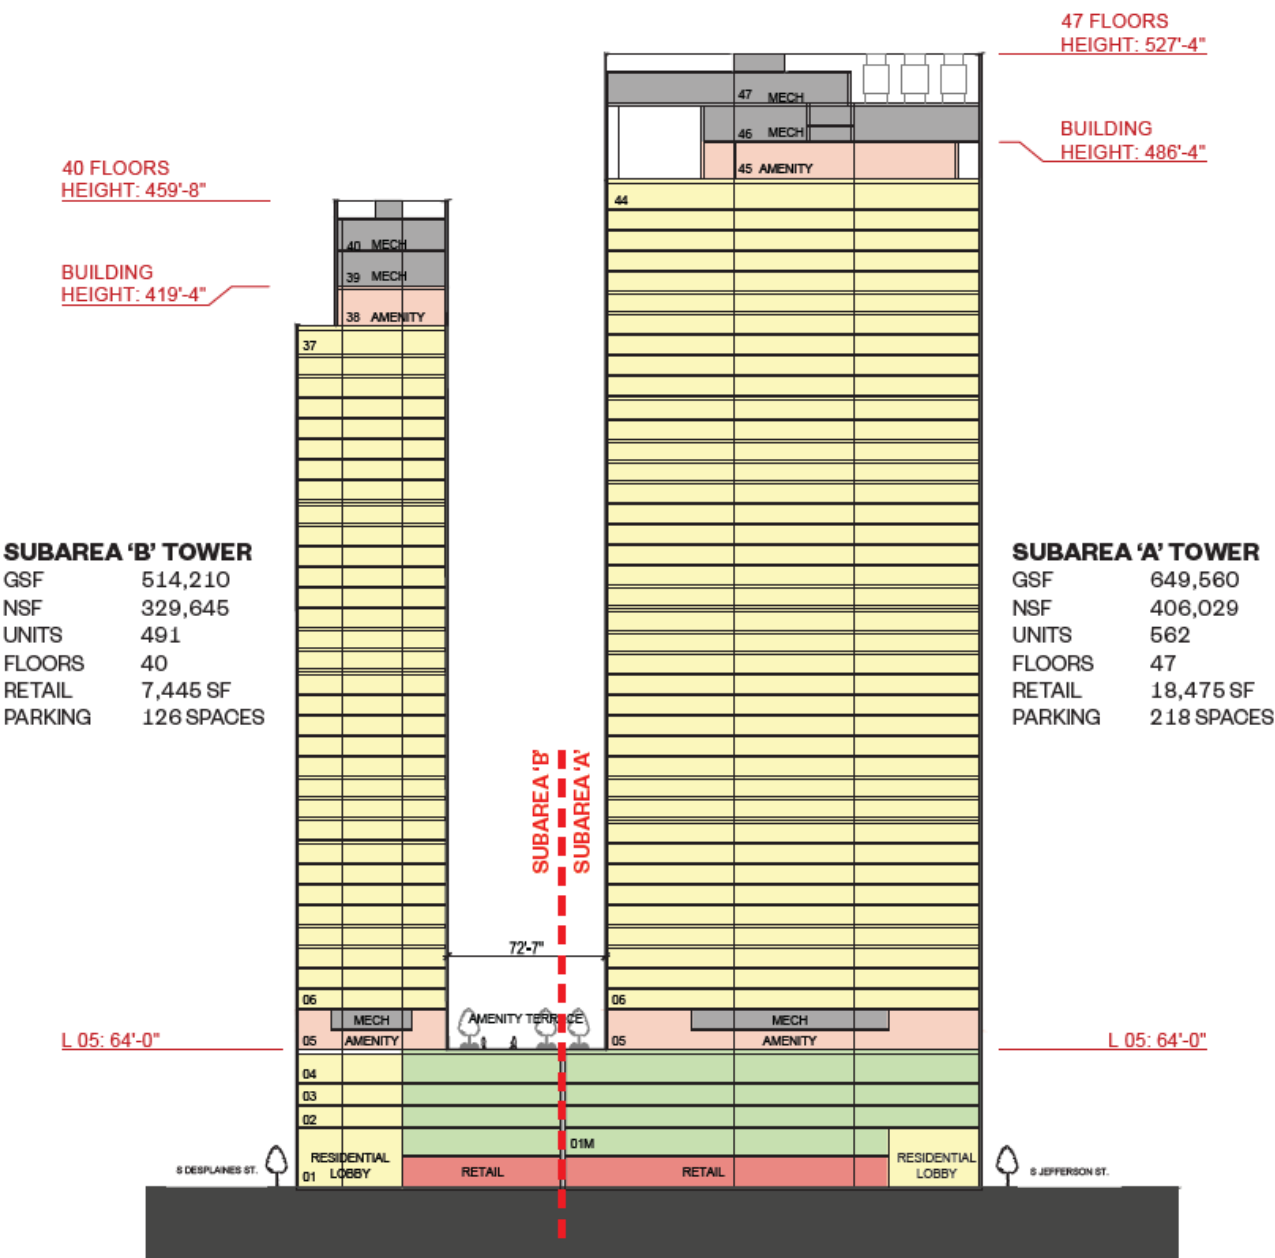 47 FLOORS
HEIGHT: 527'-4"
BUILDING
HEIGHT: 486'-4"
40 FLOORS
HEIGHT: 459'-8"
BUILDING
HEIGHT: 419'-4"
47 MECH
46 MECH
45 AMENITY
44
40 MECH
39 MECH
38 AMENITY
37
SUBAREA 'B' TOWER
GSF 514,210
NSF 329,645
UNITS 491
FLOORS 40
RETAIL 7,445 SF
PARKING 126 SPACES
SUBAREA 'A' TOWER
GSF 649,560
NSF 406,029
UNITS 562
FLOORS 47
RETAIL 18,475 SF
PARKING 218 SPACES
SUBAREA 'B'
SUBAREA 'A'
72'-7"
06
06
MECH
AMENITY TERRACE
MECH
05 AMENITY
05 AMENITY
L 05: 64'-0"
L 05: 64'-0"
04
03
02
01M
RESIDENTIAL
LOBBY
01
RETAIL
RETAIL
RESIDENTIAL
LOBBY
S DESPLAINES ST.
S JEFFERSON ST.